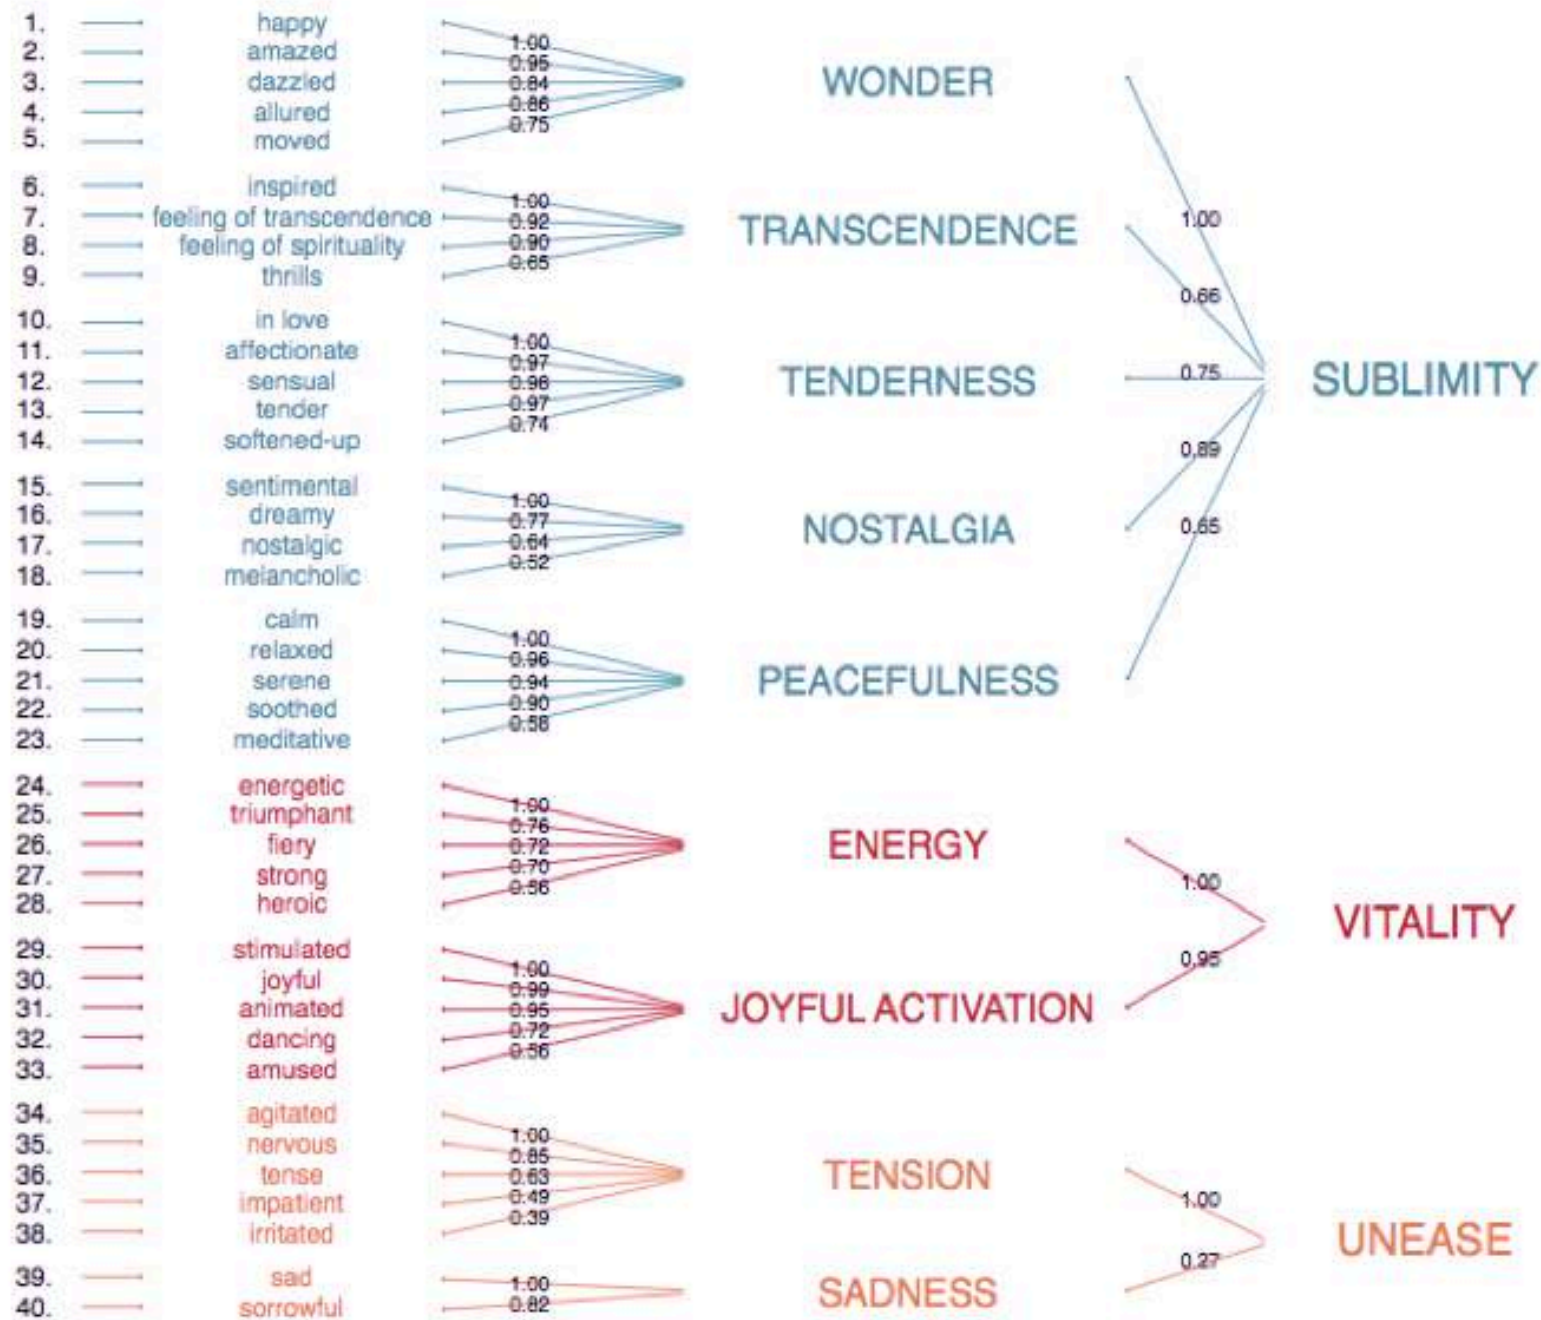 1. happy 1.00
2. amazed 0.95
3. dazzled 0.84
4. allured 0.86
5. moved 0.75
WONDER 1.00
6. inspired 1.00
7. feeling of transcendence 0.92
8. feeling of spirituality 0.90
9. thrills 0.65
TRANSCENDENCE 0.66
10. in love 1.00
11. affectionate 0.97
12. sensual 0.98
13. tender 0.97
14. softened-up 0.74
TENDERNESS 0.75
15. sentimental 1.00
16. dreamy 0.77
17. nostalgic 0.64
18. melancholic 0.52
NOSTALGIA 0.89
19. calm 1.00
20. relaxed 0.96
21. serene 0.94
22. soothed 0.90
23. meditative 0.58
PEACEFULNESS 0.65
SUBLIMITY
24. energetic 1.00
25. triumphant 0.76
26. fiery 0.72
27. strong 0.70
28. heroic 0.56
ENERGY 1.00
29. stimulated 1.00
30. joyful 0.99
31. animated 0.95
32. dancing 0.72
33. amused 0.56
JOYFUL ACTIVATION 0.95
VITALITY
34. agitated 1.00
35. nervous 0.85
36. tense 0.63
37. impatient 0.49
38. irritated 0.39
TENSION 1.00
39. sad 1.00
40. sorrowful 0.82
SADNESS 0.27
UNEASE